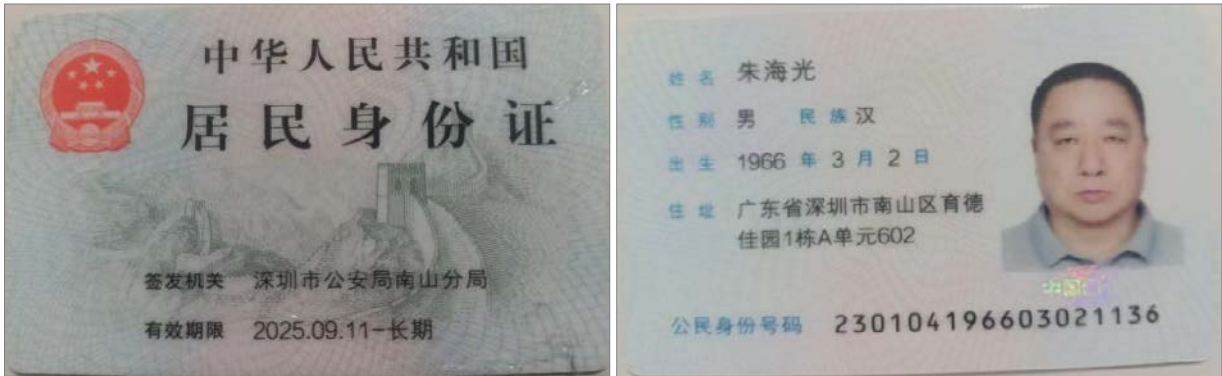 中华人民共和国
居民身份证
签发机关 深圳市公安局南山分局
有效期限 2025.09.11-长期
姓名 朱海光
性别 男 民族 汉
出生 1966 年 3 月 2 日
住址 广东省深圳市南山区育德
佳园1栋A单元602
公民身份号码 230104196603021136